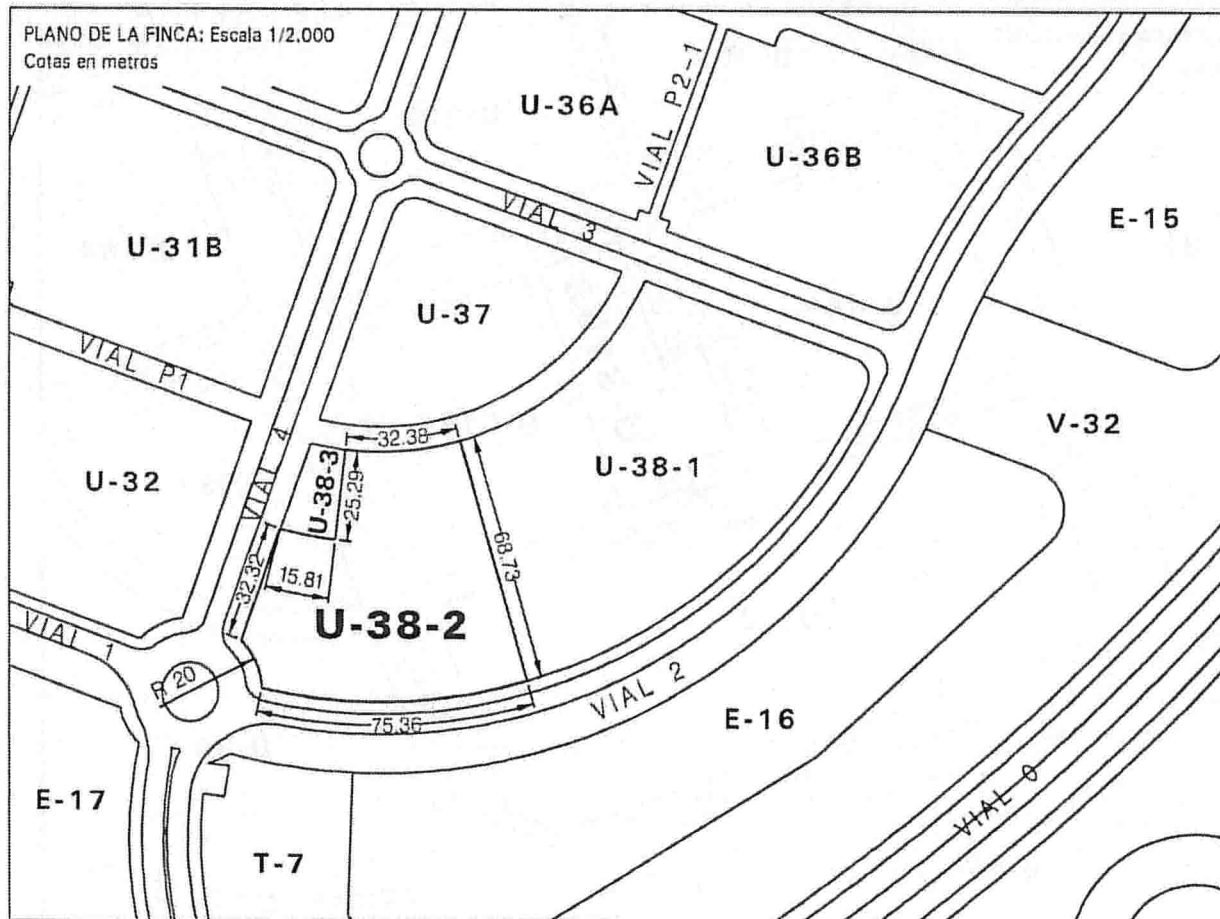 PLANO DE LA FINCA: Escala 1/2.000
Cotas en metros
U-36A
VIAL P2-1
U-36B
E-15
U-31B
VIAL 3
U-37
VIAL P1
V-32
32.38
U-38-1
U-32
VIAL 4
U-38-3
25.29
68.73
32.32
15.81
U-38-2
VIAL 1
R 20
VIAL 2
75.36
E-16
E-17
VIAL 0
T-7